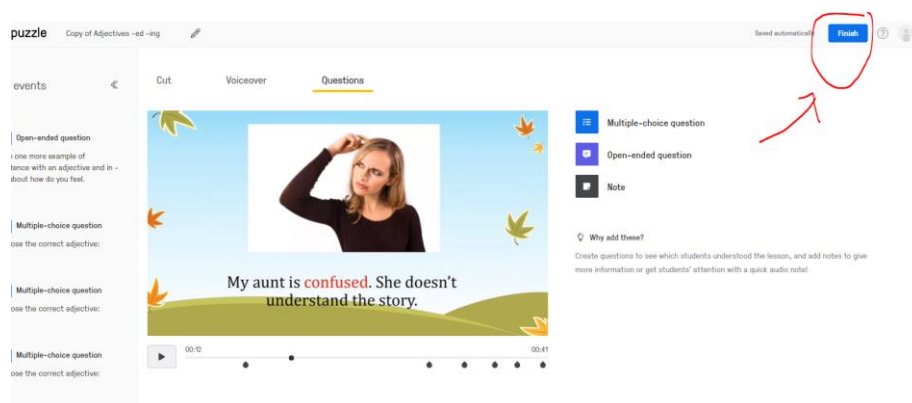 puzzle
Copy of Adjectives -ed -ing
Saved automatically
Finish
events
Cut
Voiceover
Questions
Open-ended question
one more example of
tence with an adjective end in -
about how do you feel.
Multiple-choice question
ose the correct adjective:
Multiple-choice question
ose the correct adjective:
Multiple-choice question
ose the correct adjective:
My aunt is confused. She doesn't
understand the story.
00:12
00:41
Multiple-choice question
Open-ended question
Note
Why add these?
Create questions to see which students understood the lesson, and add notes to give
more information or get students' attention with a quick audio note!